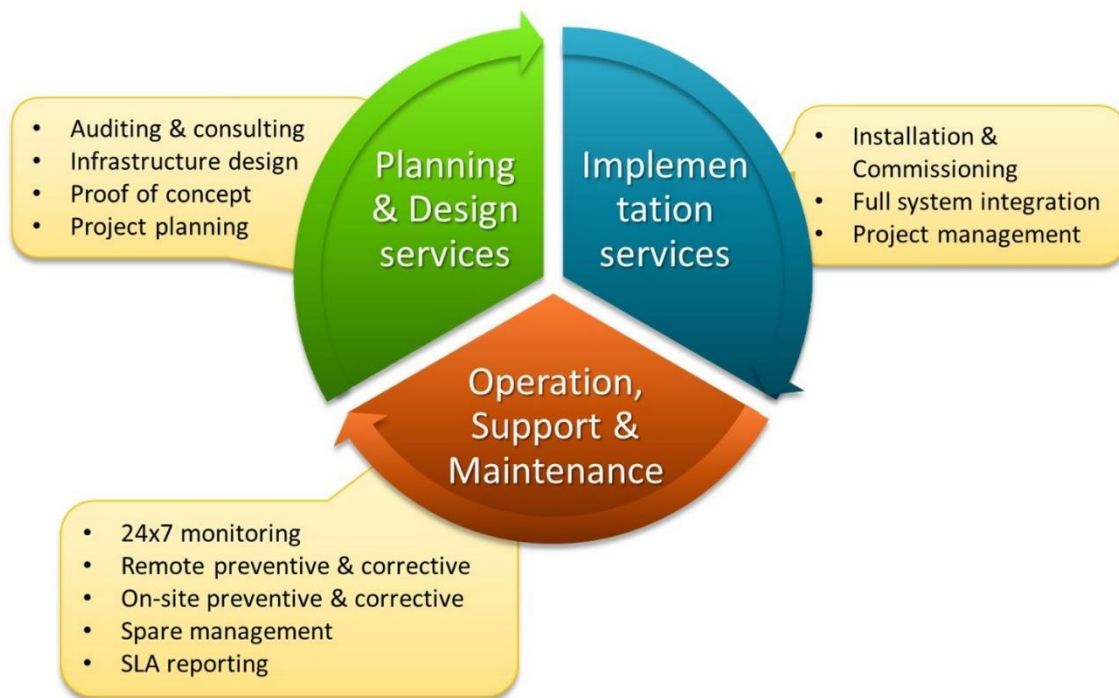 • Auditing & consulting
• Infrastructure design
• Proof of concept
• Project planning
Planning
& Design
services
Implemen
tation
services
• Installation &
Commissioning
• Full system integration
• Project management
Operation,
Support &
Maintenance
• 24x7 monitoring
• Remote preventive & corrective
• On-site preventive & corrective
• Spare management
• SLA reporting